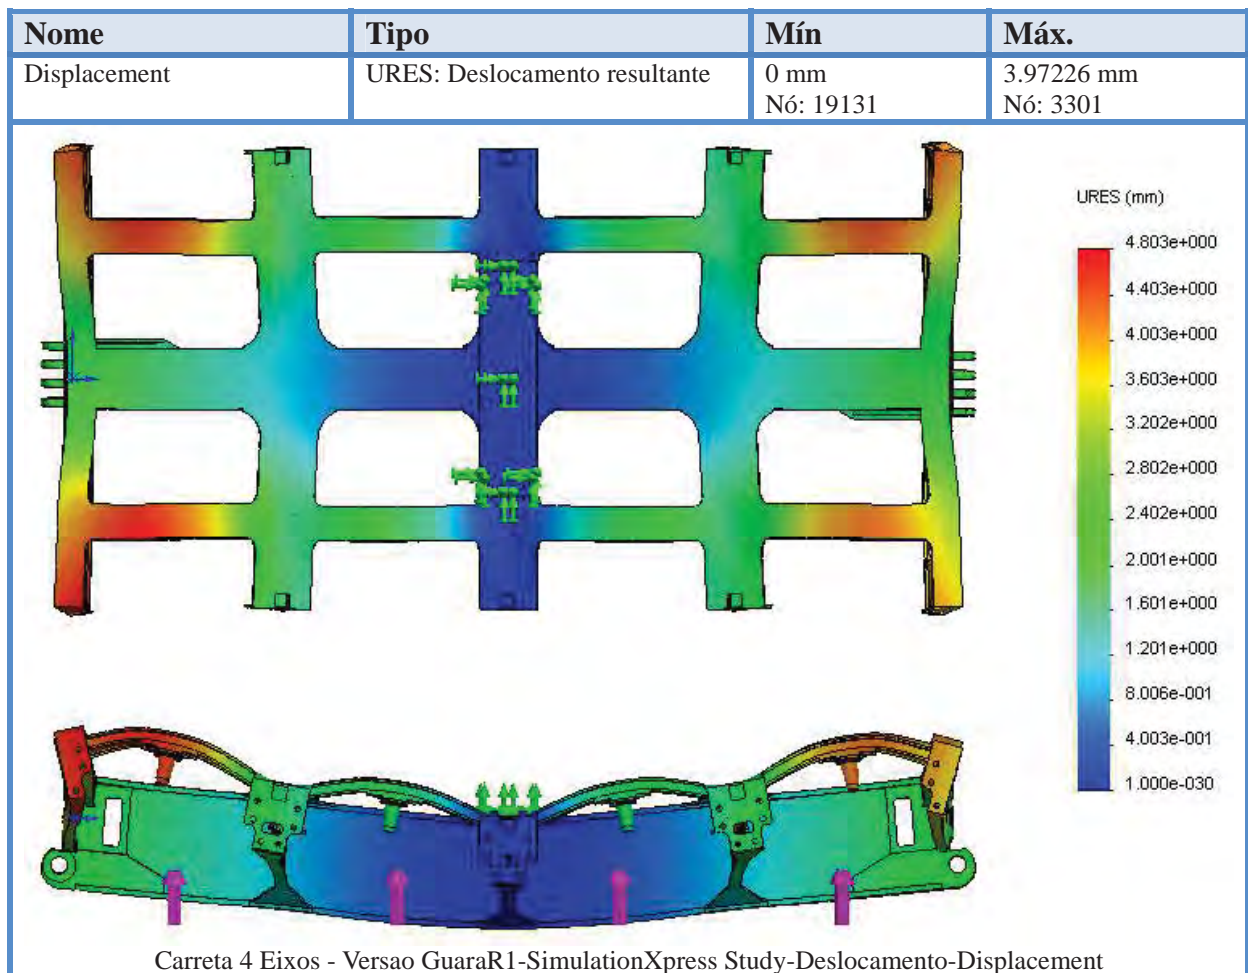 Nome Tipo Mín Máx.
Displacement URES: Deslocamento resultante 0 mm 3.97226 mm
Nó: 19131 Nó: 3301
URES (mm)
4.803e+000
4.403e+000
4.003e+000
3.603e+000
3.202e+000
2.802e+000
2.402e+000
2.001e+000
1.601e+000
1.201e+000
8.006e-001
4.003e-001
1.000e-030
Carreta 4 Eixos - Versao GuaraR1-SimulationXpress Study-Deslocamento-Displacement